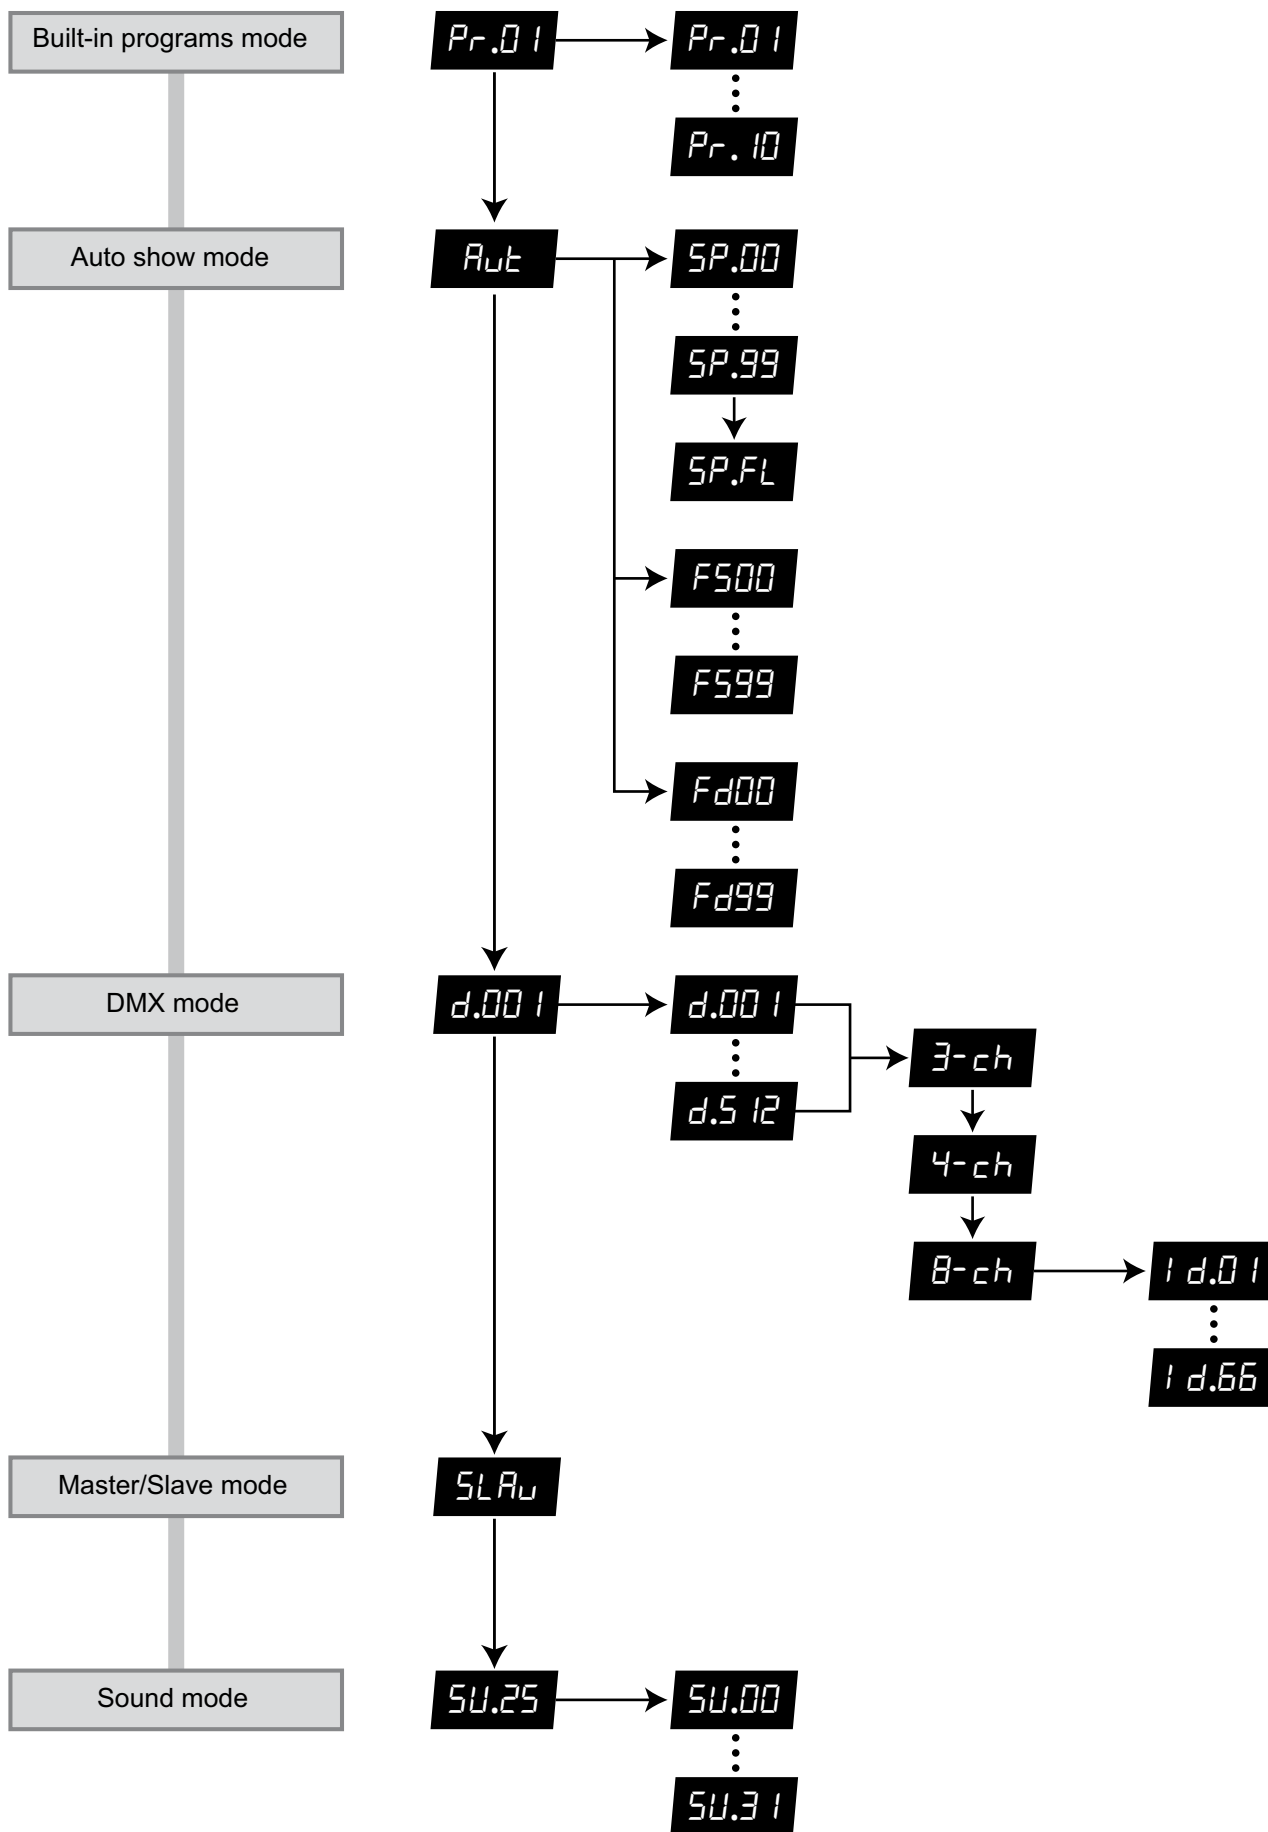 Built-in programs mode
Pr.01
Pr.01
Pr.10
Auto show mode
Aut
SP.00
SP.99
SP.FL
FS00
FS99
Fd00
Fd99
DMX mode
d.001
d.001
d.512
3-ch
4-ch
8-ch
Id.01
Id.66
Master/Slave mode
SLAu
Sound mode
SU.25
SU.00
SU.31